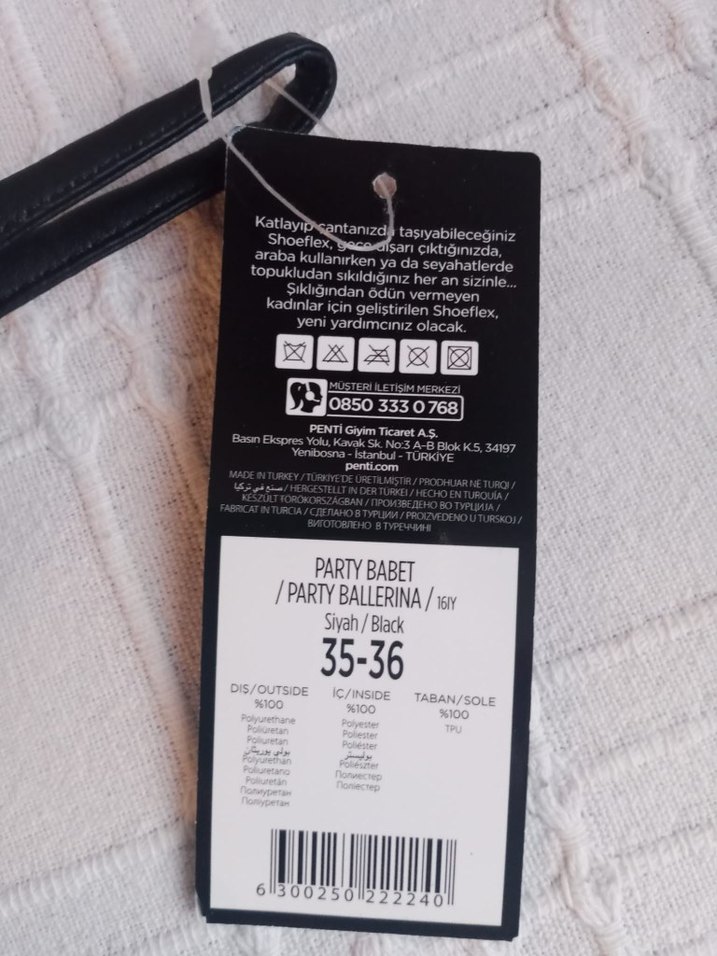 Katlayıp çantanızda taşıyabileceğiniz
Shoeflex, gece dışarı çıktığınızda,
araba kullanırken ya da seyahatlerde
topukludan sıkıldığınız her an sizinle...
Şıklığından ödün vermeyen
kadınlar için geliştirilen Shoeflex,
yeni yardımcınız olacak.
MÜŞTERİ İLETİŞİM MERKEZİ
0850 333 0 768
PENTİ Giyim Ticaret A.Ş.
Basın Ekspres Yolu, Kavak Sk. No:3 A-B Blok K.5, 34197
Yenibosna - İstanbul - TÜRKİYE
penti.com
MADE IN TURKEY / TÜRKİYE'DE ÜRETİLMİŞTİR / PRODHUAR NË TURQI /
صنع في تركيا / HERGESTELLT IN DER TÜRKEI / HECHO EN TURQUÍA /
KÉSZÜLT TÖRÖKORSZÁGBAN / ПРОИЗВЕДЕНО ВО ТУРЦИЈА /
FABRICAT IN TURCIA / СДЕЛАНО В ТУРЦИИ / PROIZVEDENO U TURSKOJ /
ВИГОТОВЛЕНО В ТУРЕЧЧИНІ
PARTY BABET
/ PARTY BALLERINA / 16IY
Siyah / Black
35-36
DIŞ/OUTSIDE
%100
Polyurethane
Poliüretan
Poliuretan
بولي يوريثان
Polyurethan
Poliuretano
Poliuretán
Полиуретан
Поліуретан
İÇ/INSIDE
%100
Polyester
Poliester
Poliéster
بوليستر
Poliészter
Полиестер
Поліестер
TABAN/SOLE
%100
TPU
6 300250 222240